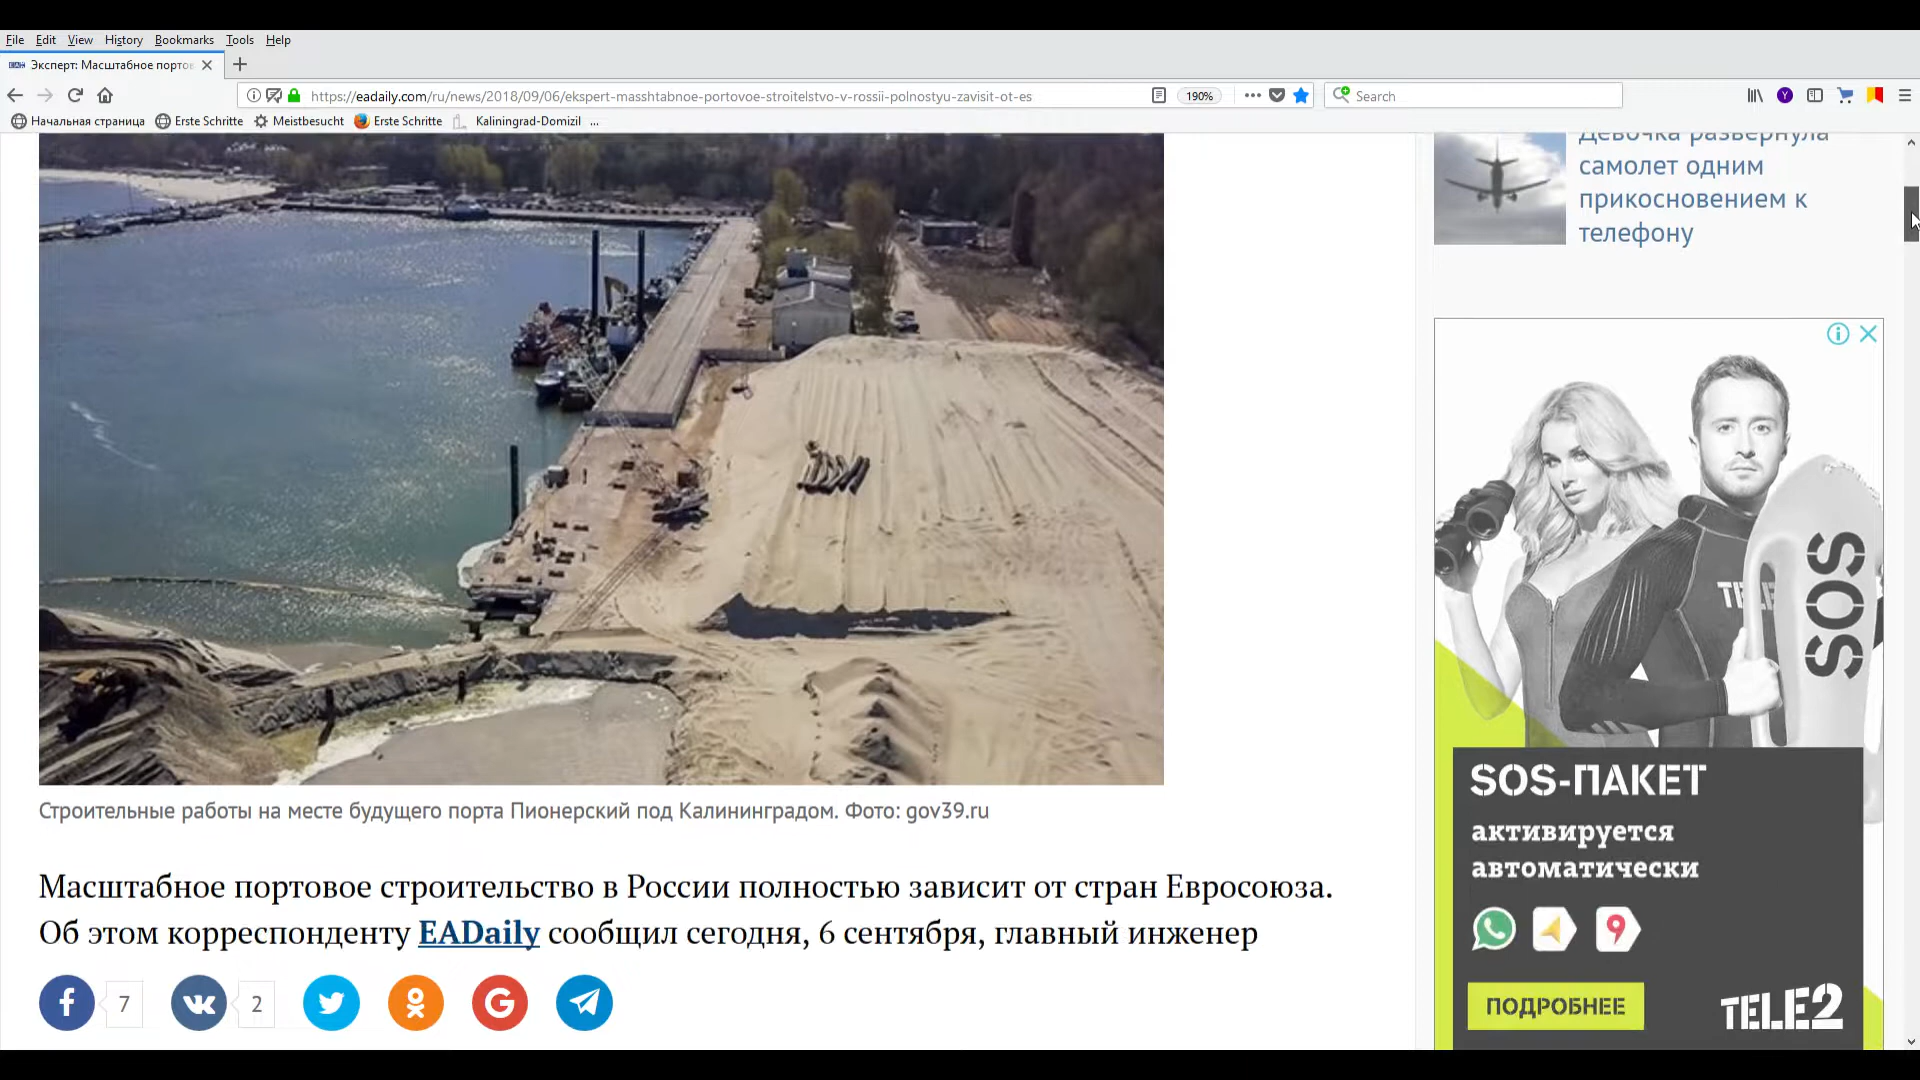 File Edit View History Bookmarks Tools Help
Эксперт: Масштабное порто
https://eadaily.com/ru/news/2018/09/06/ekspert-masshtabnoe-portovoe-stroitelstvo-v-rossii-polnostyu-zavisit-ot-es
190%
Search
Начальная страница Erste Schritte Meistbesucht Erste Schritte Kaliningrad-Domizil ...
Девочка развернула
самолет одним
прикосновением к
телефону
TELE
SOS
SOS-ПАКЕТ
активируется
автоматически
ПОДРОБНЕЕ
TELE2
Строительные работы на месте будущего порта Пионерский под Калининградом. Фото: gov39.ru
Масштабное портовое строительство в России полностью зависит от стран Евросоюза.
Об этом корреспонденту EADaily сообщил сегодня, 6 сентября, главный инженер
7
2